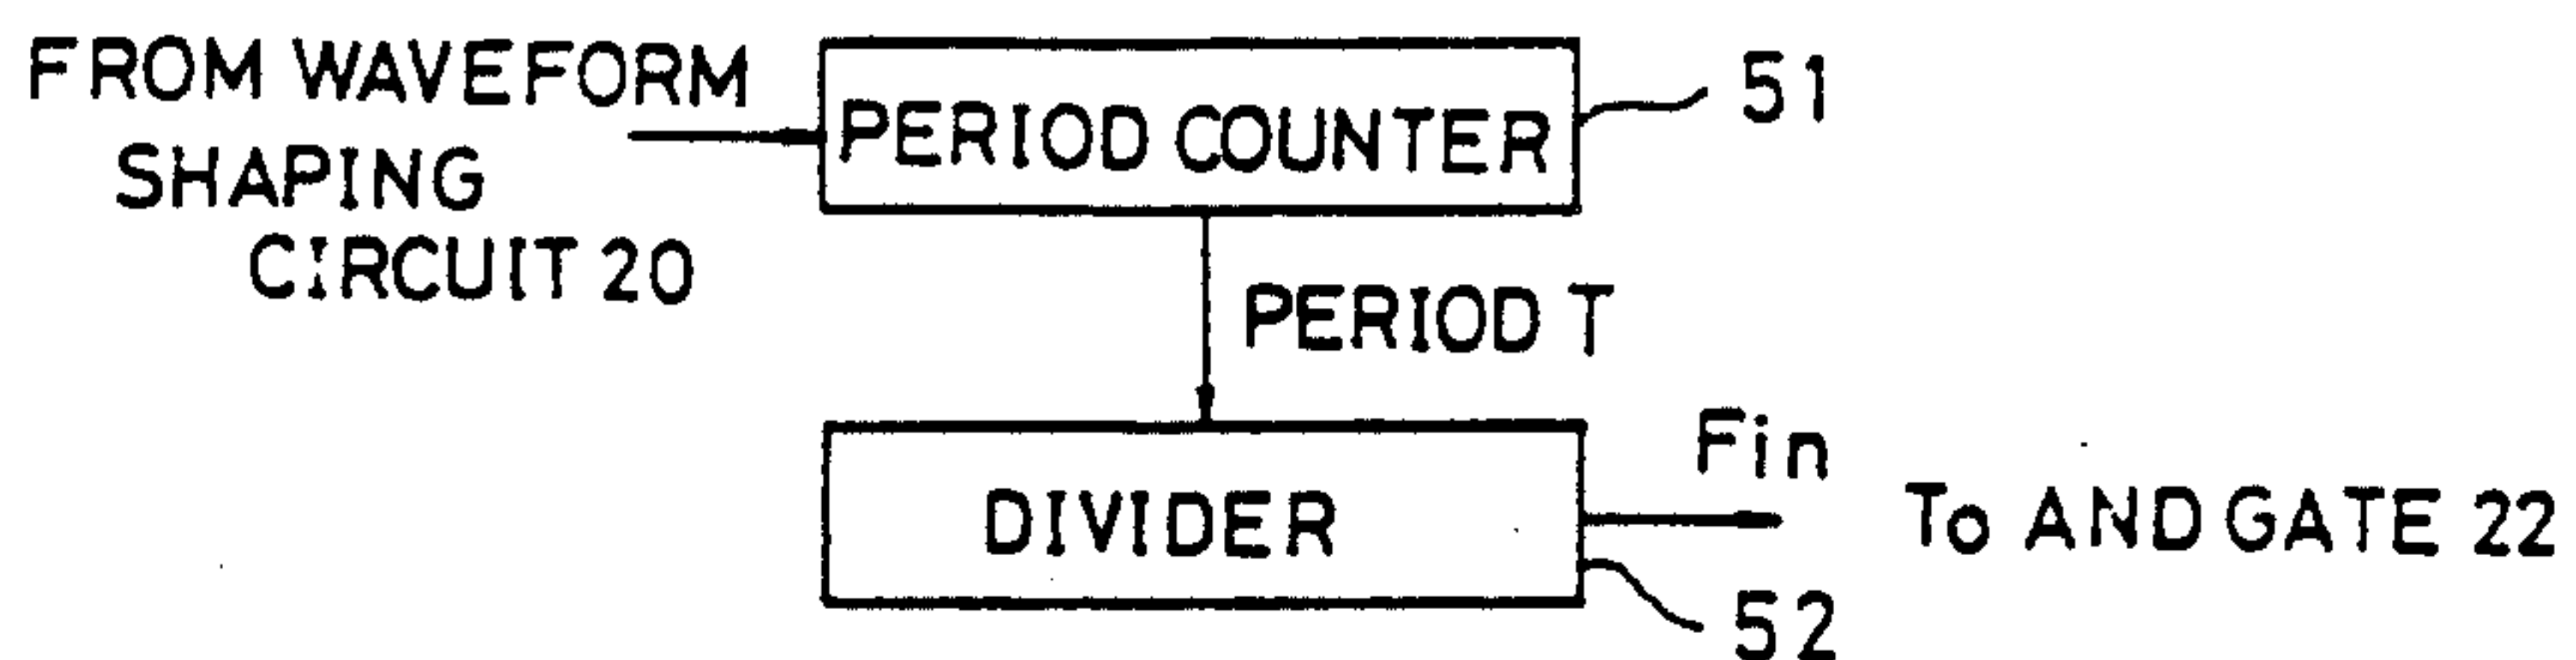 FROM WAVEFORM
SHAPING
CIRCUIT 20
PERIOD COUNTER
51
PERIOD T
DIVIDER
Fin
To AND GATE 22
52